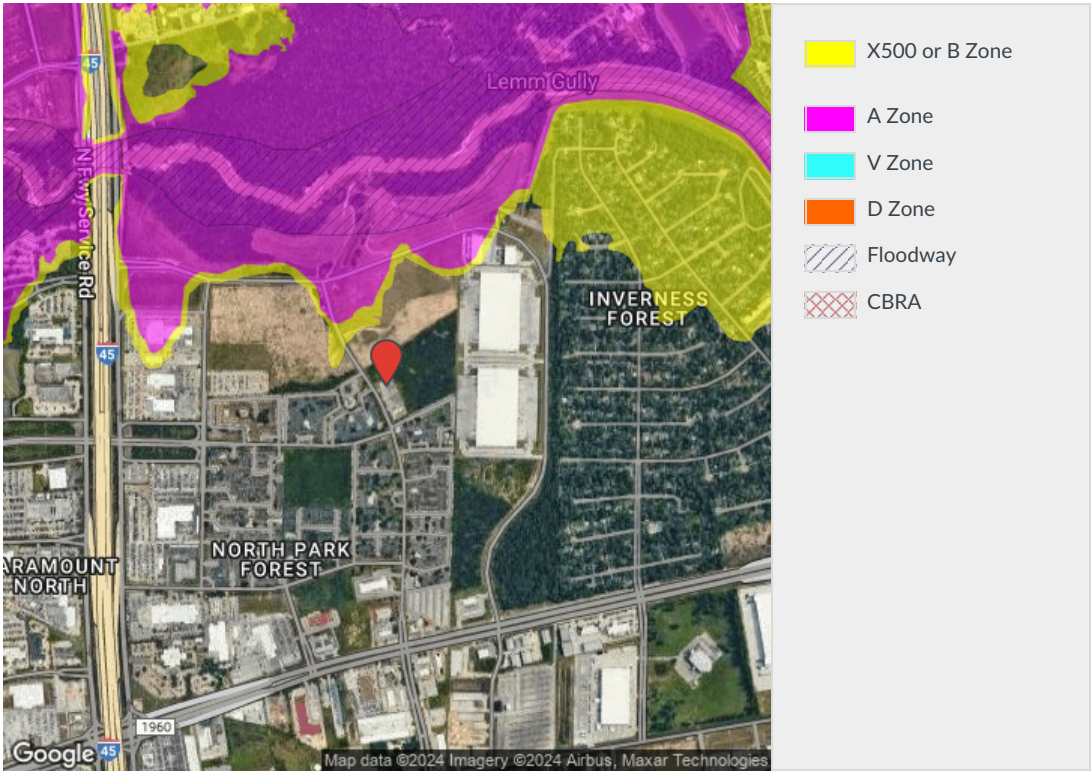 45
Lemm Gully
N Fwy Service Rd
45
INVERNESS
FOREST
NORTH PARK
FOREST
ARAMOUNT
NORTH
1960
45
Google
Map data ©2024 Imagery ©2024 Airbus, Maxar Technologies
X500 or B Zone
A Zone
V Zone
D Zone
Floodway
CBRA